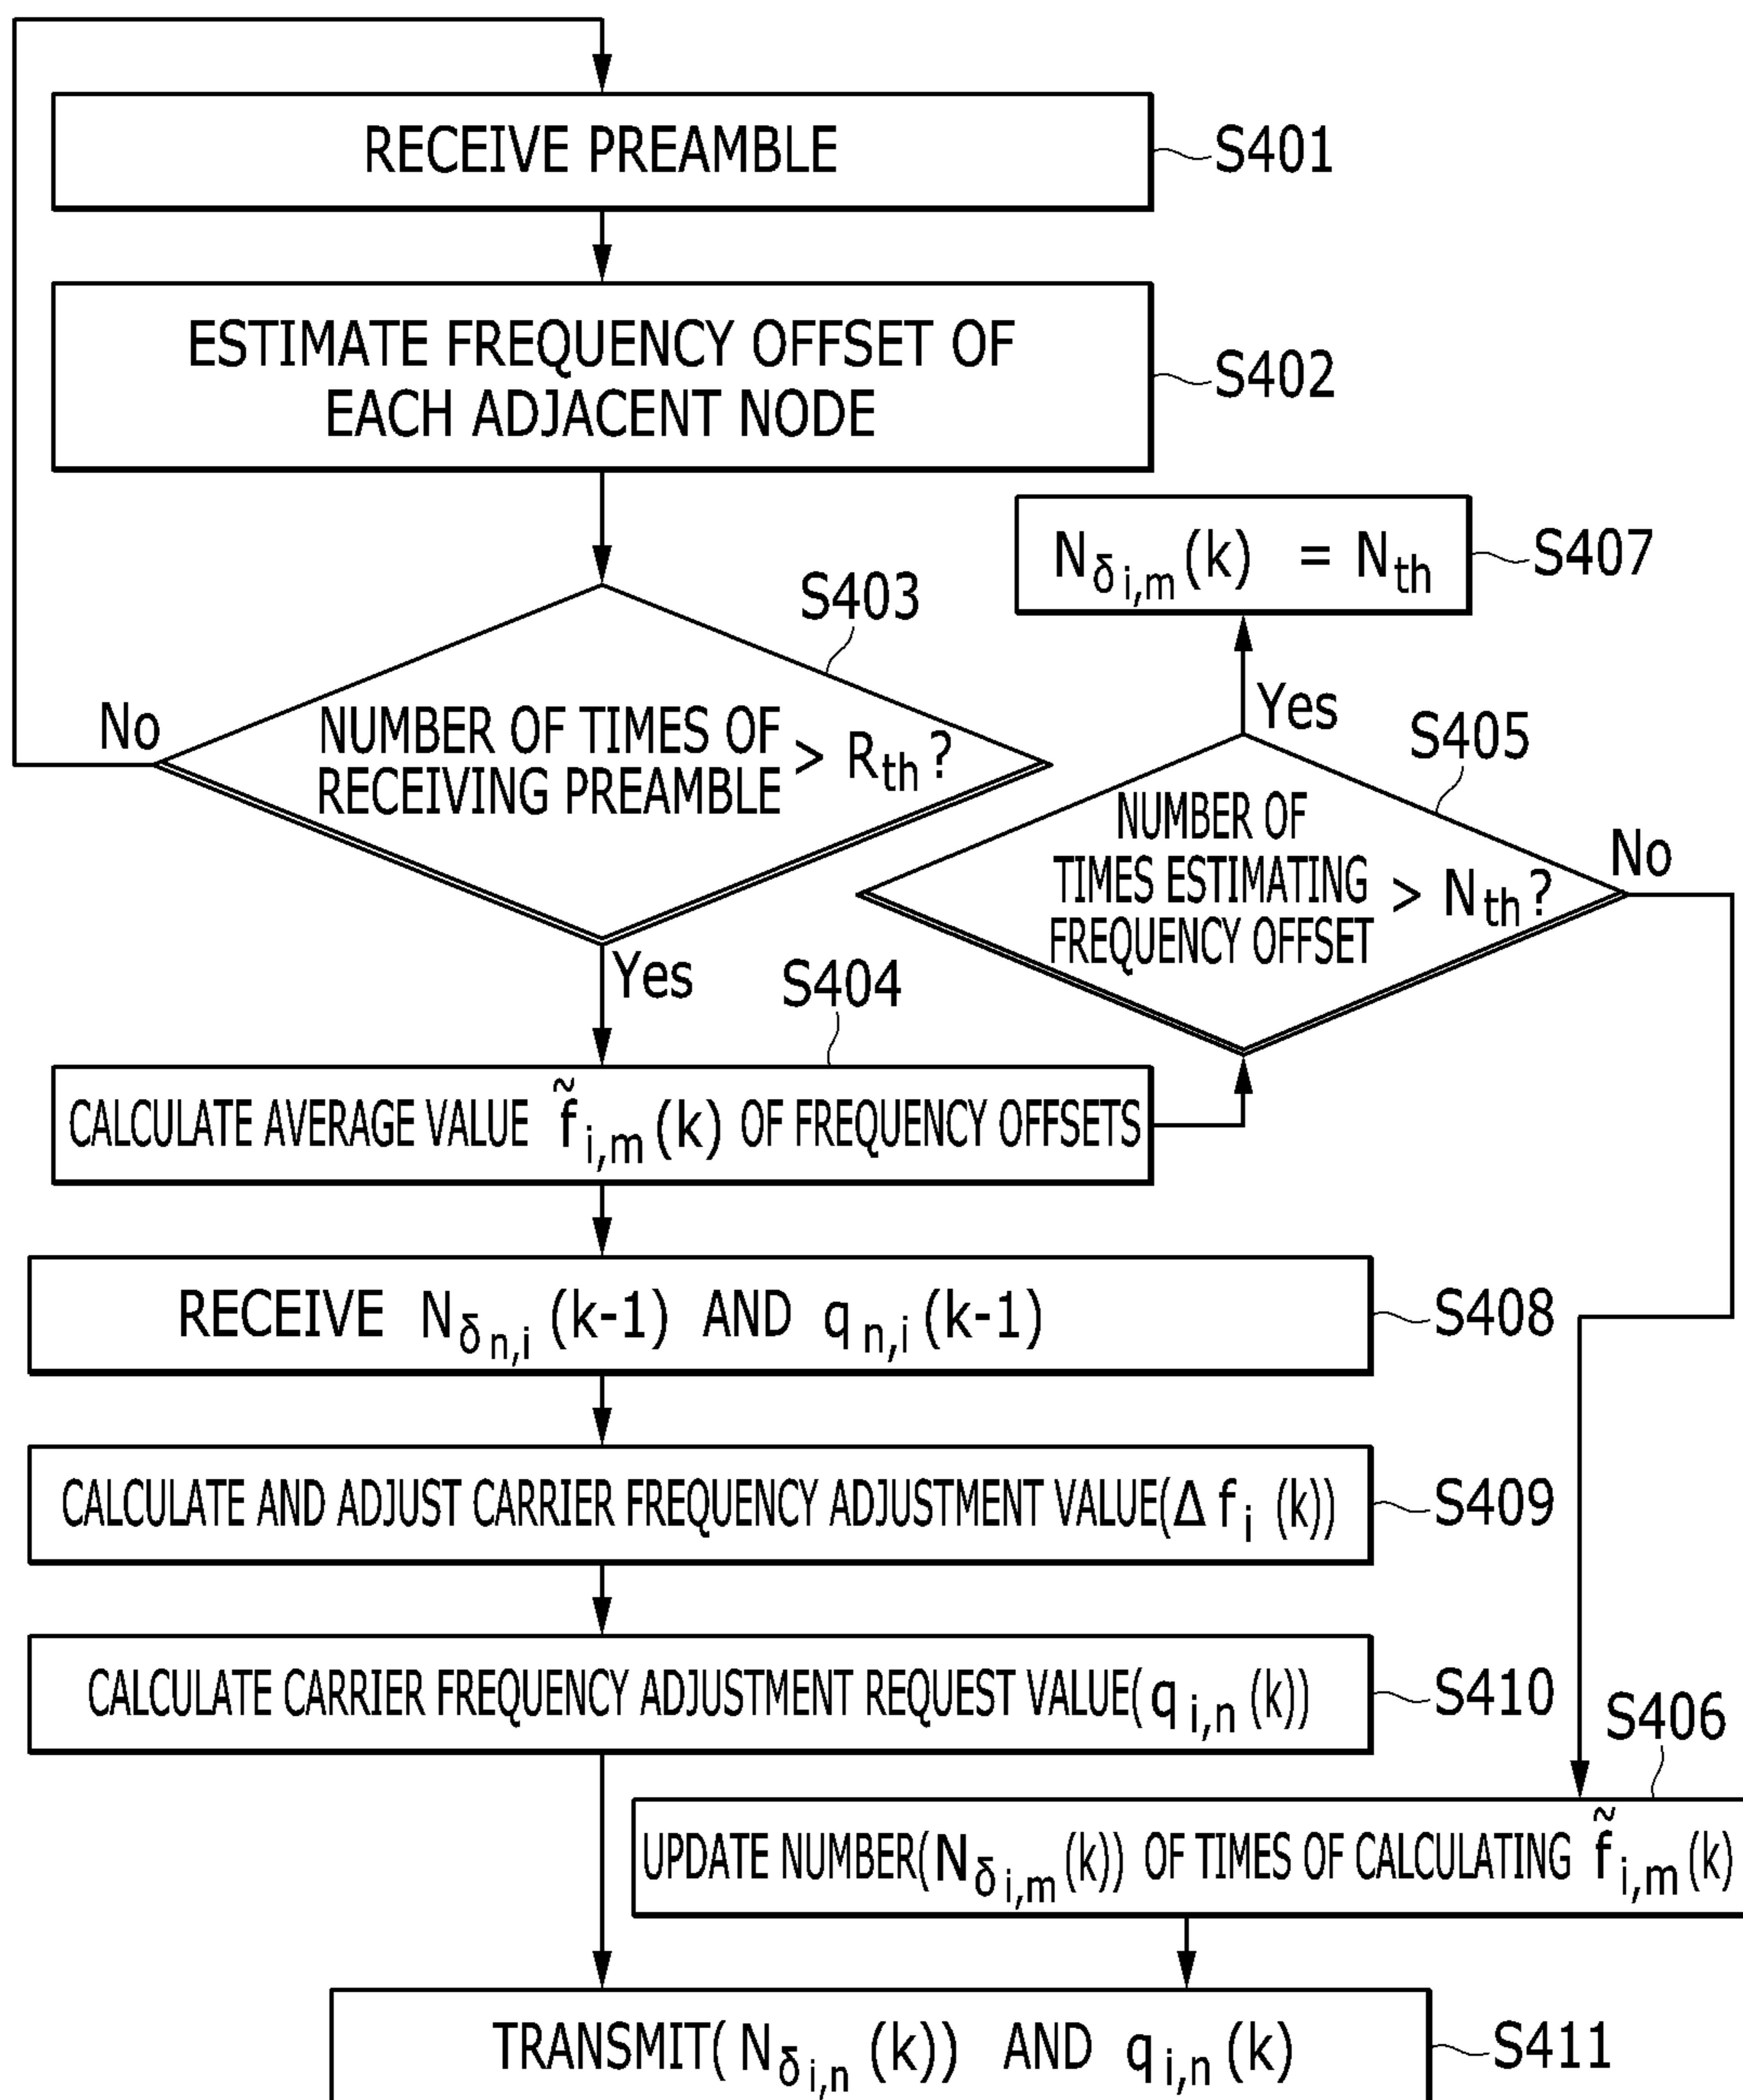 RECEIVE PREAMBLE
S401
ESTIMATE FREQUENCY OFFSET OF
EACH ADJACENT NODE
S402
S403
NUMBER OF TIMES OF
RECEIVING PREAMBLE > Rth?
No
Yes
S404
CALCULATE AVERAGE VALUE f̃i,m(k) OF FREQUENCY OFFSETS
S405
NUMBER OF
TIMES ESTIMATING
FREQUENCY OFFSET > Nth?
Yes
No
Nδi,m(k) = Nth
S407
RECEIVE Nδn,i(k-1) AND qn,i(k-1)
S408
CALCULATE AND ADJUST CARRIER FREQUENCY ADJUSTMENT VALUE(Δfi(k))
S409
CALCULATE CARRIER FREQUENCY ADJUSTMENT REQUEST VALUE(qi,n(k))
S410
S406
UPDATE NUMBER(Nδi,m(k)) OF TIMES OF CALCULATING f̃i,m(k)
TRANSMIT(Nδi,n(k)) AND qi,n(k)
S411